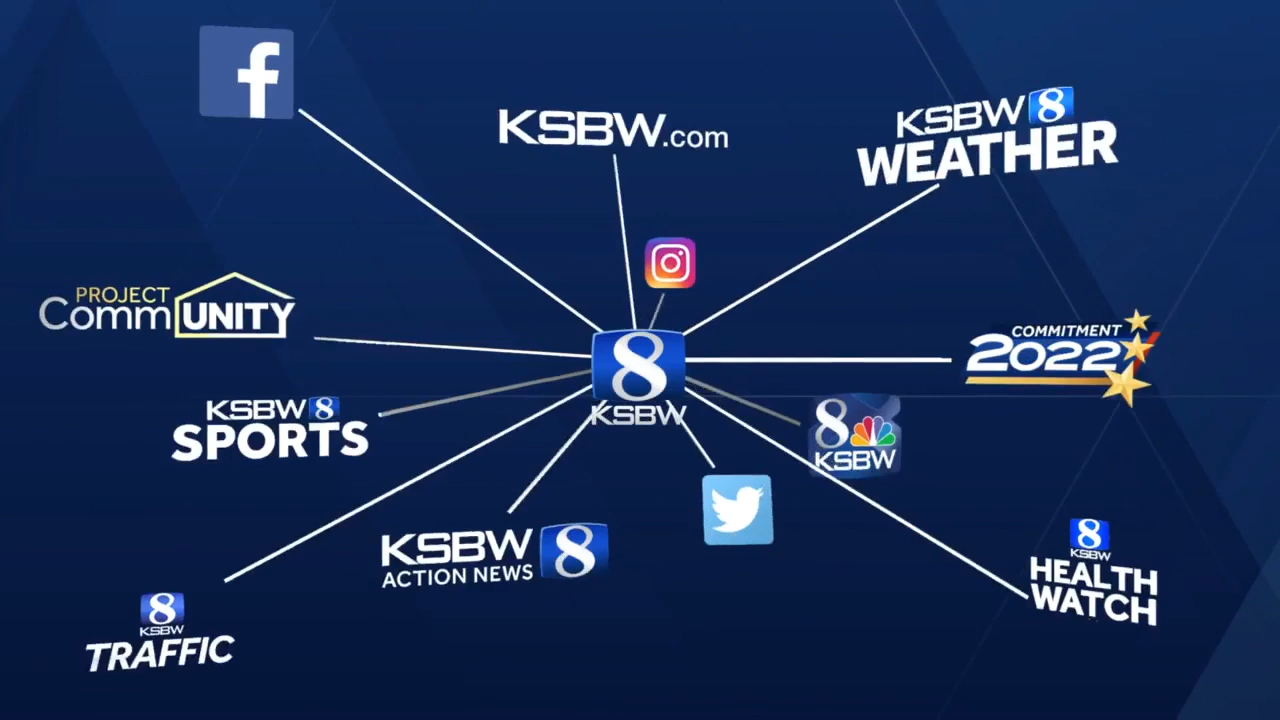 f
KSBW.com
KSBW 8
WEATHER
PROJECT
CommUNITY
8
KSBW
COMMITMENT
2022
KSBW 8
SPORTS
8
KSBW
KSBW 8
ACTION NEWS
8
KSBW
HEALTH
WATCH
8
KSBW
TRAFFIC